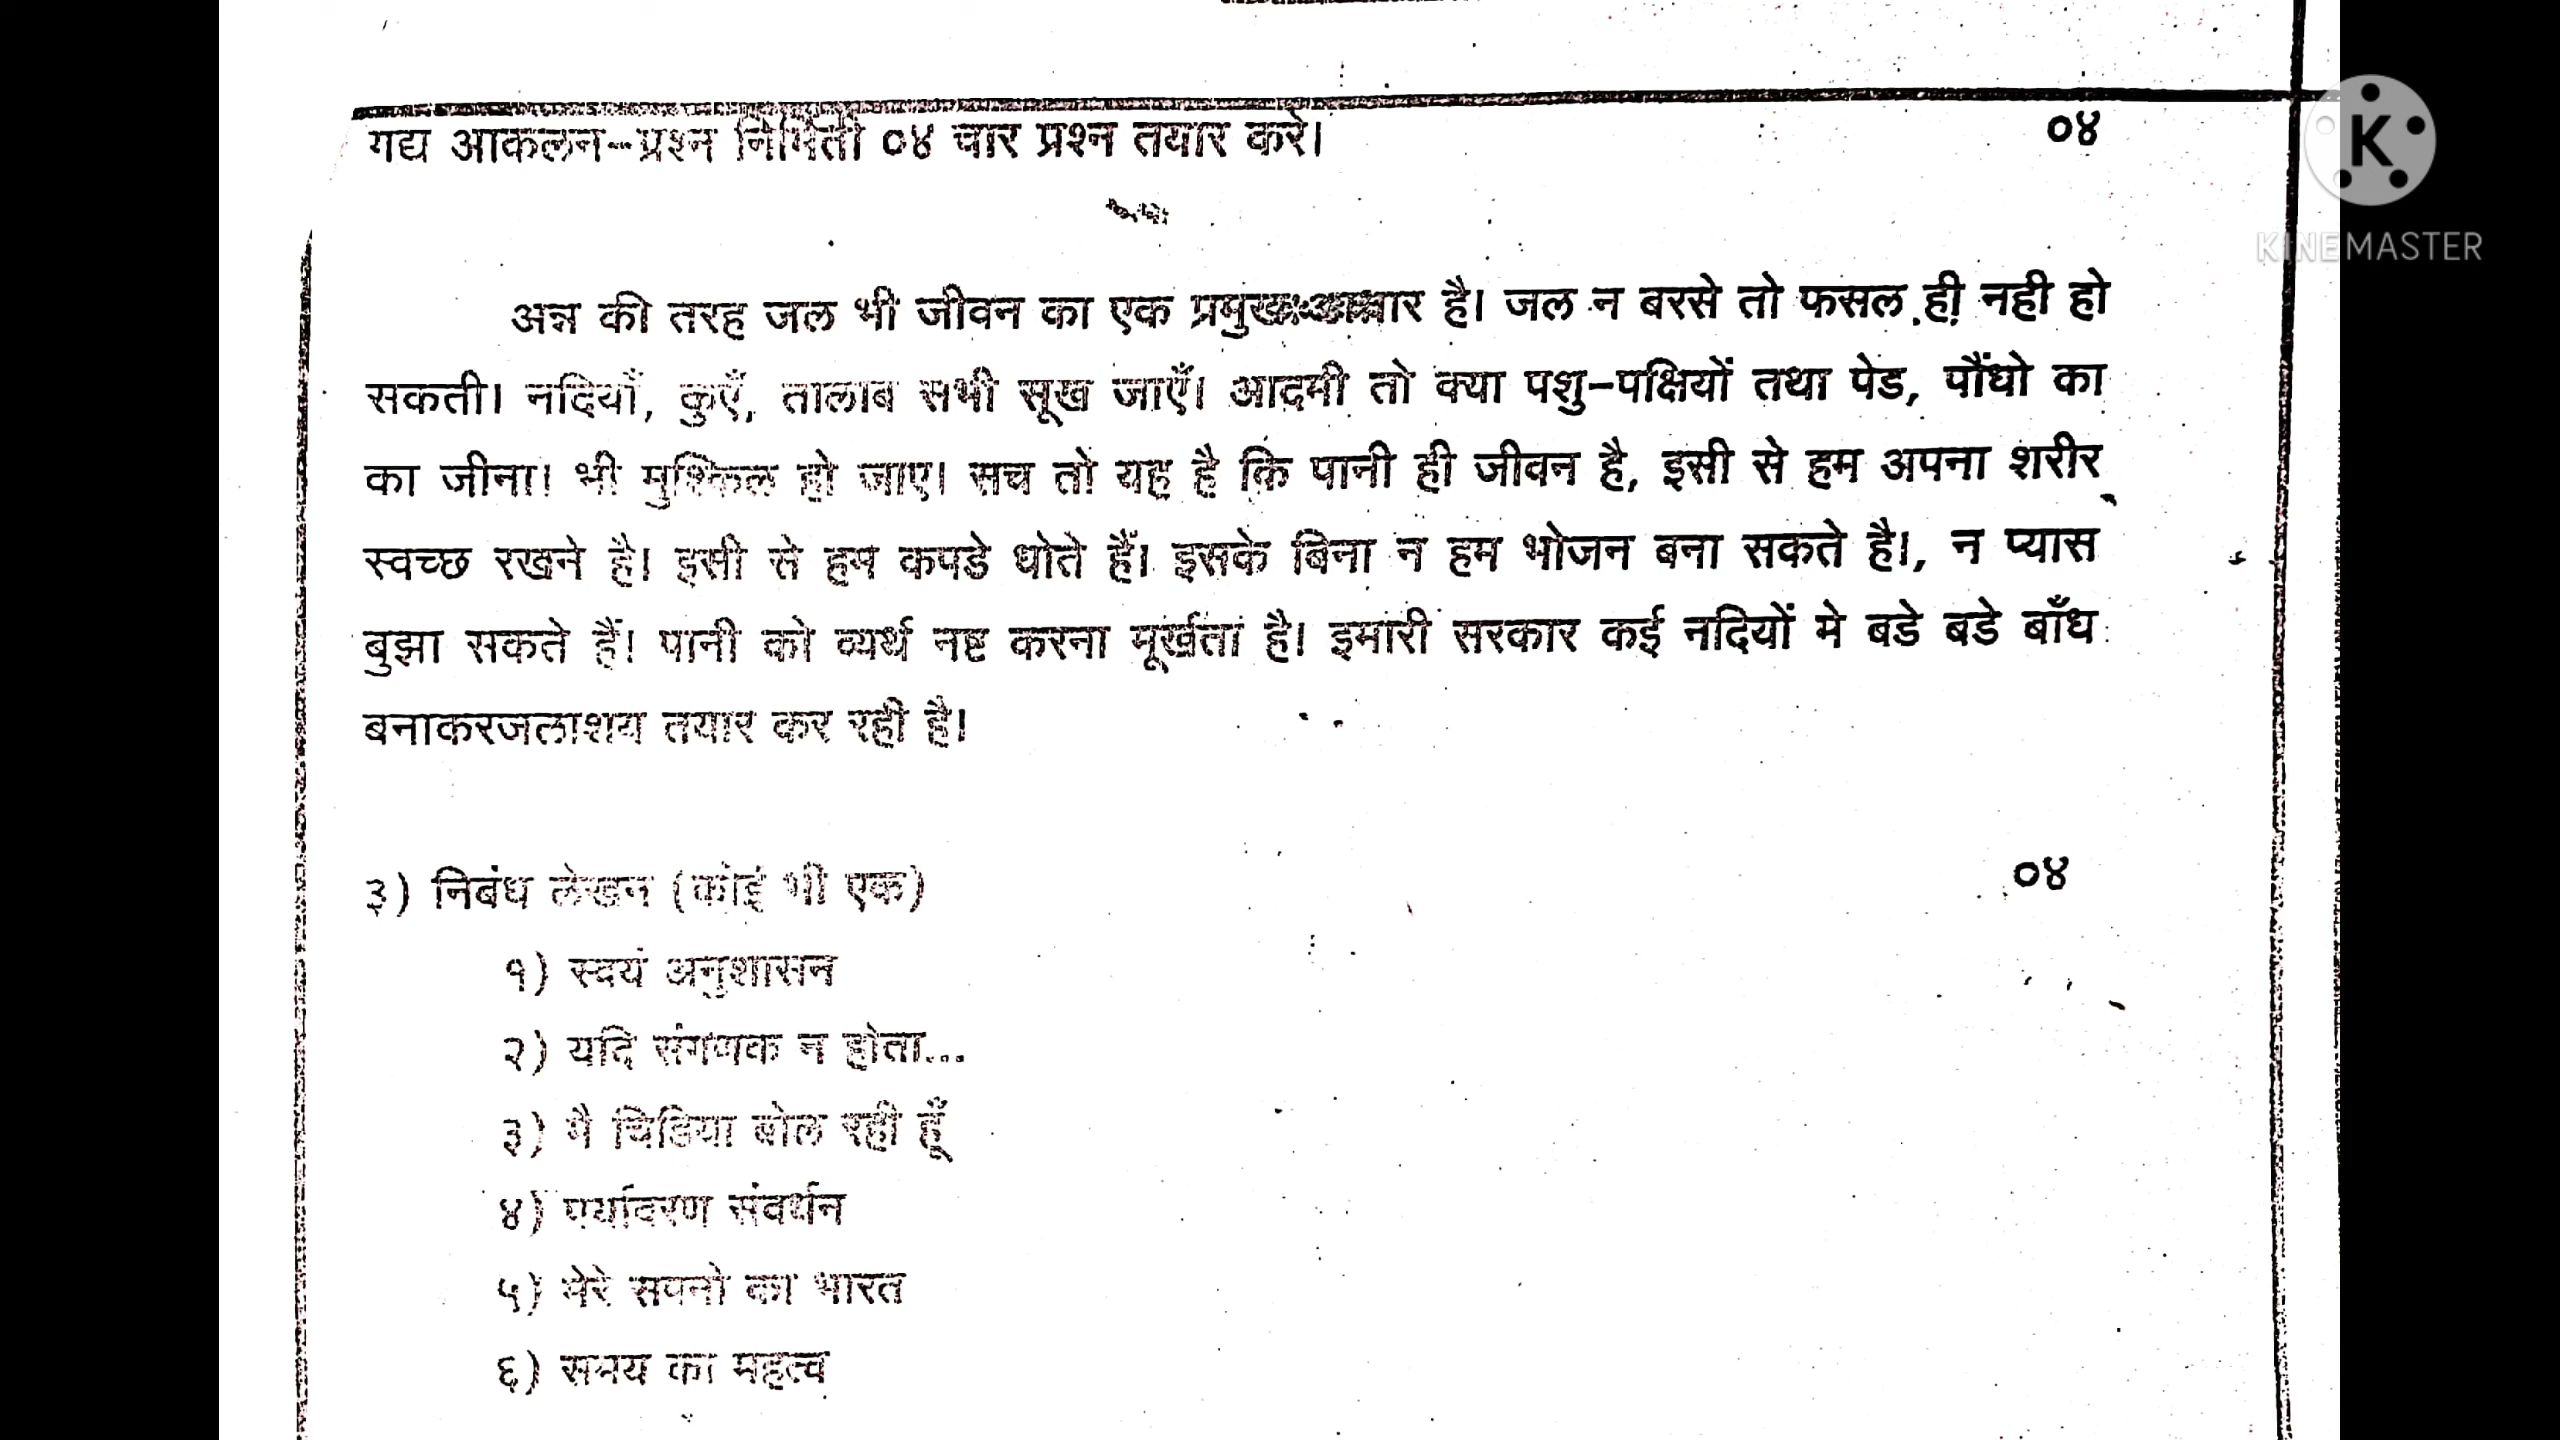 गद्य आकलन--प्रश्न निर्मिती ०४ चार प्रश्न तयार करे। ०४
KINEMASTER
अन्न की तरह जल भी जीवन का एक प्रमुख आधार है। जल न बरसे तो फसल ही नही हो
सकती। नदियाँ, कुएँ, तालाब सभी सूख जाएँ। आदमी तो क्या पशु-पक्षियों तथा पेड, पौंधो का
का जीना। भी मुश्किल हो जाए। सच तो यह है कि पानी ही जीवन है, इसी से हम अपना शरीर
स्वच्छ रखने है। इसी से हम कपडे धोते हैं। इसके बिना न हम भोजन बना सकते है।, न प्यास
बुझा सकते हैं। पानी को व्यर्थ नष्ट करना मूर्खता है। इमारी सरकार कई नदियों मे बडे बडे बाँध
बनाकरजलाशय तयार कर रही है।
३) निबंध लेखन (कोई भी एक) ०४
१) स्वयं अनुशासन
२) यदि संगणक न होता...
३) मै चिडिया बोल रही हूँ
४) पर्यावरण संवर्धन
५) मेरे सपनो का भारत
६) समय का महत्व